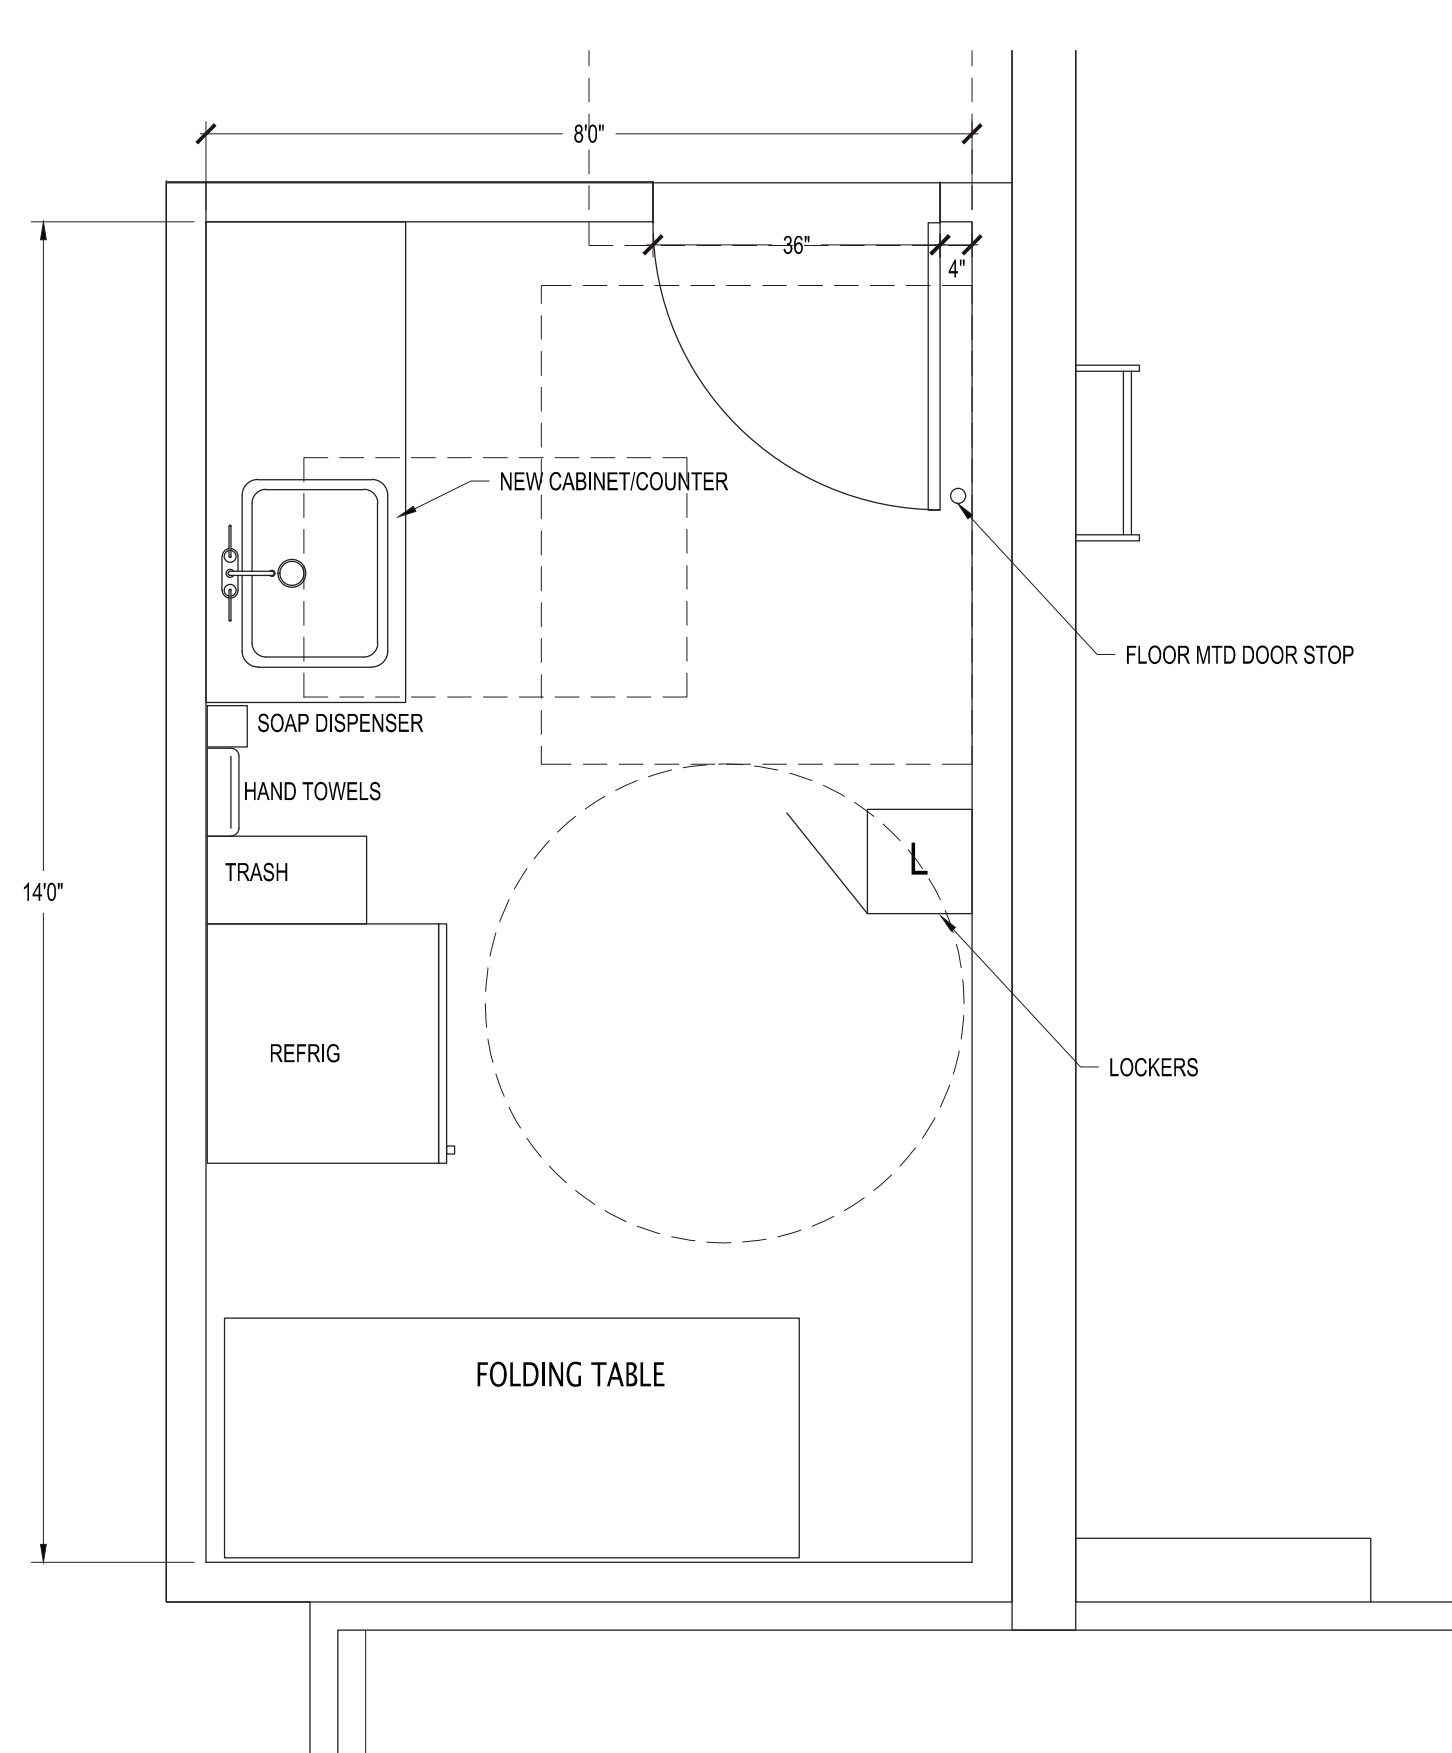 8'0"
36"
4"
NEW CABINET/COUNTER
FLOOR MTD DOOR STOP
SOAP DISPENSER
HAND TOWELS
TRASH
L
14'0"
REFRIG
LOCKERS
FOLDING TABLE